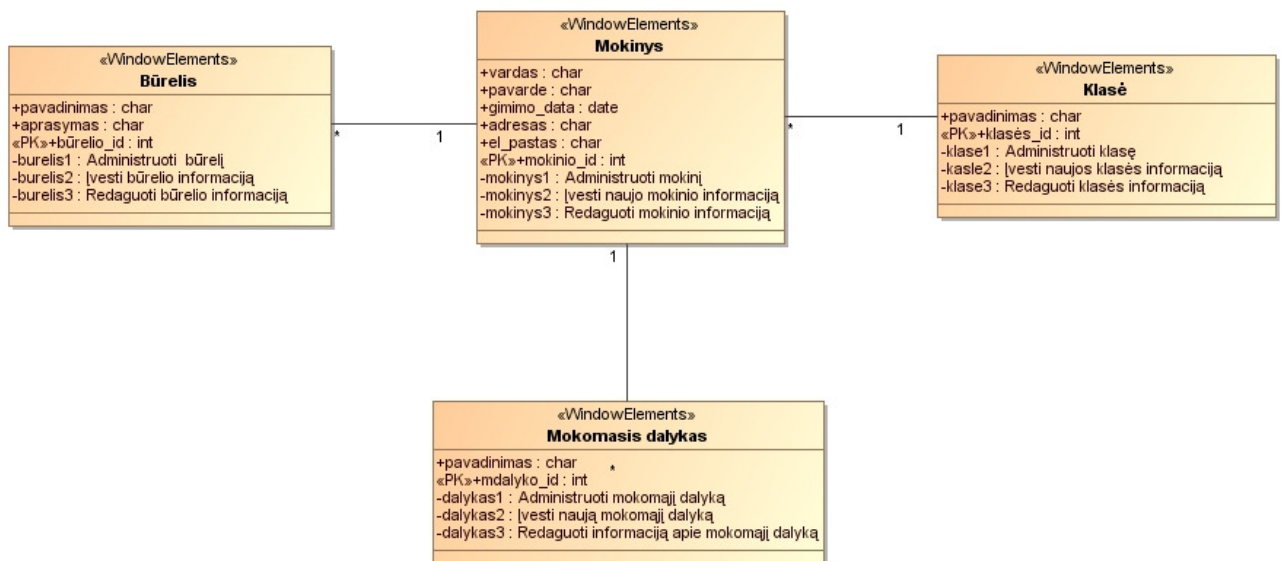 «WindowElements»
Būrelis
+pavadinimas : char
+aprasymas : char
«PK»+būrelio_id : int
-burelis1 : Administruoti būrelį
-burelis2 : Įvesti būrelio informaciją
-burelis3 : Redaguoti būrelio informaciją
*
1
«WindowElements»
Mokinys
+vardas : char
+pavarde : char
+gimimo_data : date
+adresas : char
+el_pastas : char
«PK»+mokinio_id : int
-mokinys1 : Administruoti mokinį
-mokinys2 : Įvesti naujo mokinio informaciją
-mokinys3 : Redaguoti mokinio informaciją
*
1
«WindowElements»
Klasė
+pavadinimas : char
«PK»+klasės_id : int
-klase1 : Administruoti klasę
-kasle2 : Įvesti naujos klasės informaciją
-klase3 : Redaguoti klasės informaciją
1
«WindowElements»
Mokomasis dalykas
+pavadinimas : char
*
«PK»+mdalyko_id : int
-dalykas1 : Administruoti mokomąjį dalyką
-dalykas2 : Įvesti naują mokomąjį dalyką
-dalykas3 : Redaguoti informaciją apie mokomąjį dalyką